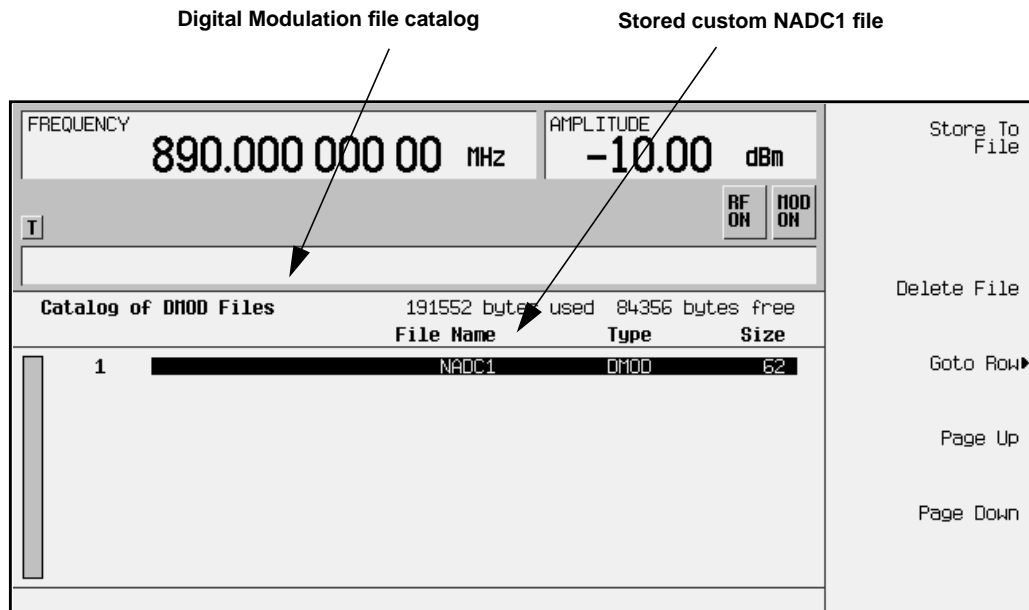 Digital Modulation file catalog
Stored custom NADC1 file
FREQUENCY
890.000 000 00 MHz
AMPLITUDE
-10.00 dBm
RF ON
MOD ON
T
Catalog of DMOD Files 191552 bytes used 84356 bytes free
File Name Type Size
1 NADC1 DMOD 62
Store To
File
Delete File
Goto Row
Page Up
Page Down